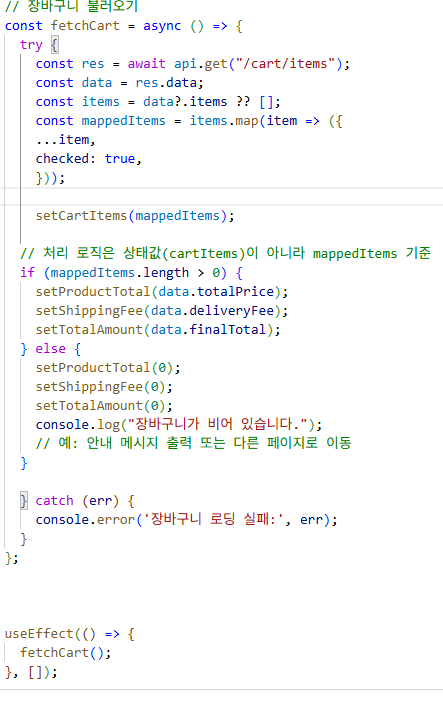 // 장바구니 불러오기
const fetchCart = async () => {
  try {
    const res = await api.get("/cart/items");
    const data = res.data;
    const items = data?.items ?? [];
    const mappedItems = items.map(item => ({
    ...item,
    checked: true,
    }));

    setCartItems(mappedItems);

  // 처리 로직은 상태값(cartItems)이 아니라 mappedItems 기준
  if (mappedItems.length > 0) {
    setProductTotal(data.totalPrice);
    setShippingFee(data.deliveryFee);
    setTotalAmount(data.finalTotal);
  } else {
    setProductTotal(0);
    setShippingFee(0);
    setTotalAmount(0);
    console.log("장바구니가 비어 있습니다.");
    // 예: 안내 메시지 출력 또는 다른 페이지로 이동
  }

  } catch (err) {
    console.error('장바구니 로딩 실패:', err);
  }
};

useEffect(() => {
  fetchCart();
}, []);